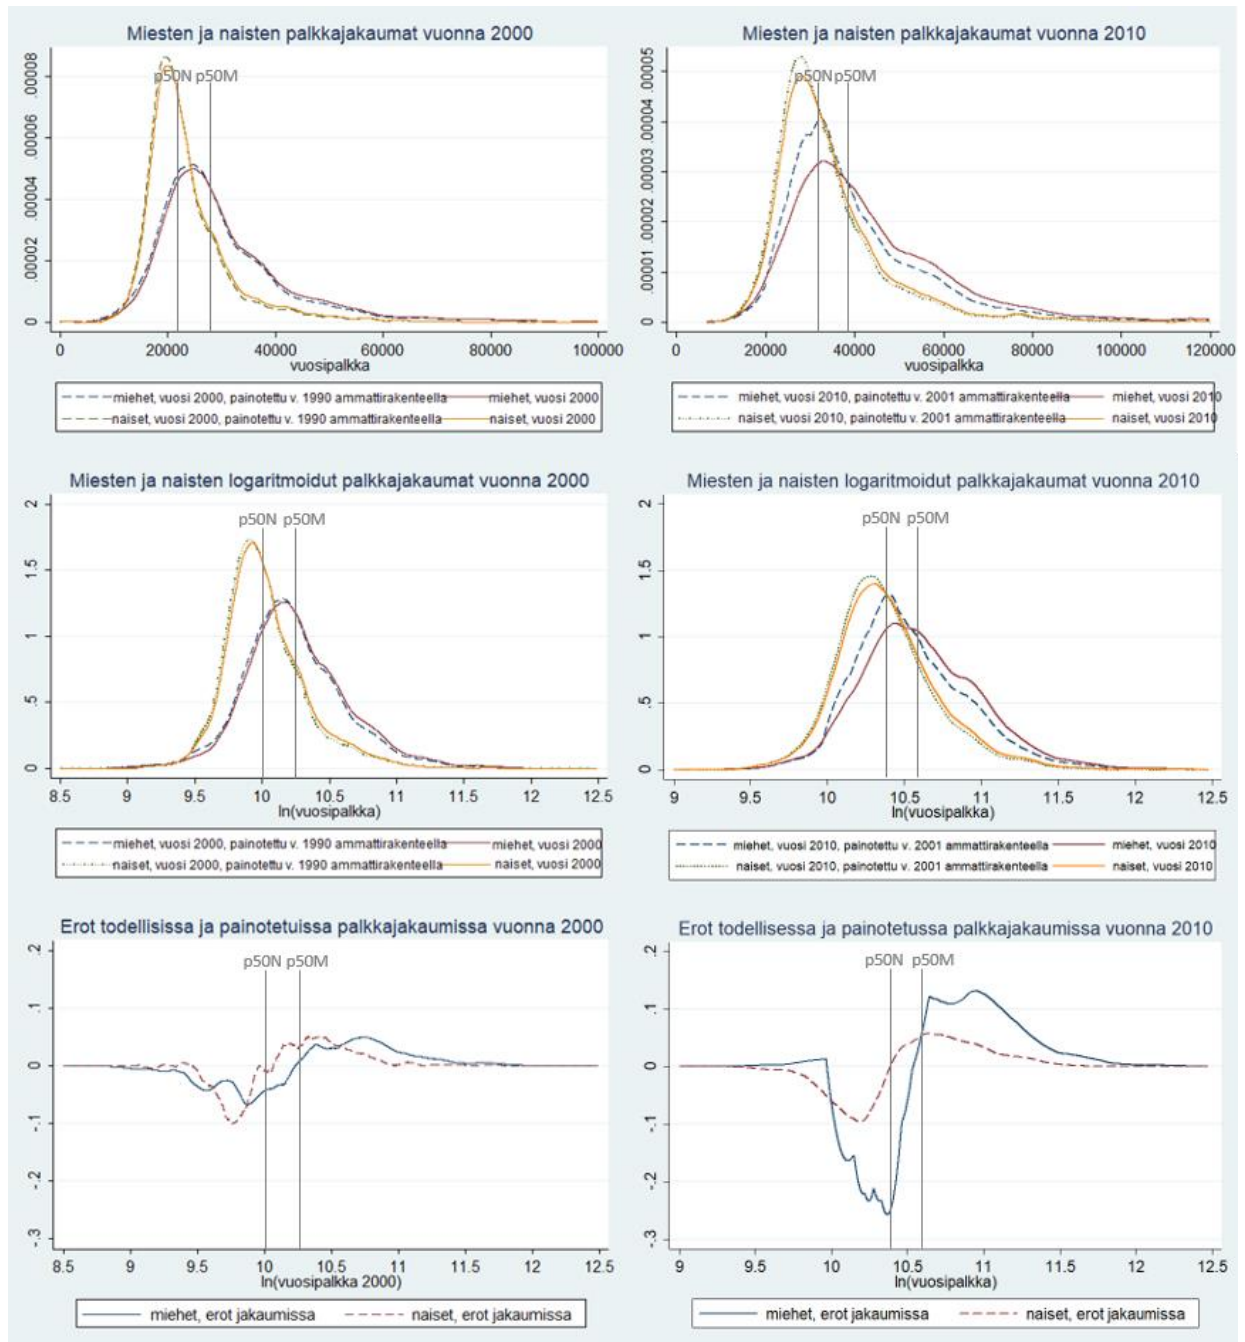 Miesten ja naisten palkkajakaumat vuonna 2000
p50N p50M
.00008
.00006
.00004
.00002
0
0 20000 40000 60000 80000 100000
vuosipalkka
miehet, vuosi 2000, painotettu v. 1990 ammattirakenteella miehet, vuosi 2000
naiset, vuosi 2000, painotettu v. 1990 ammattirakenteella naiset, vuosi 2000
Miesten ja naisten palkkajakaumat vuonna 2010
p50N p50M
.00005
.00004
.00003
.00002
.00001
0
0 20000 40000 60000 80000 100000 120000
vuosipalkka
miehet, vuosi 2010, painotettu v. 2001 ammattirakenteella miehet, vuosi 2010
naiset, vuosi 2010, painotettu v. 2001 ammattirakenteella naiset, vuosi 2010
Miesten ja naisten logaritmoidut palkkajakaumat vuonna 2000
p50N p50M
2
1.5
1
.5
0
8.5 9 9.5 10 10.5 11 11.5 12 12.5
ln(vuosipalkka)
miehet, vuosi 2000, painotettu v. 1990 ammattirakenteella miehet, vuosi 2000
naiset, vuosi 2000, painotettu v. 1990 ammattirakenteella naiset, vuosi 2000
Miesten ja naisten logaritmoidut palkkajakaumat vuonna 2010
p50N p50M
2
1.5
1
.5
0
9 9.5 10 10.5 11 11.5 12 12.5
ln(vuosipalkka)
miehet, vuosi 2010, painotettu v. 2001 ammattirakenteella miehet, vuosi 2010
naiset, vuosi 2010, painotettu v. 2001 ammattirakenteella naiset, vuosi 2010
Erot todellisissa ja painotetuissa palkkajakaumissa vuonna 2000
p50N p50M
.2
.1
0
-.1
-.2
-.3
8.5 9 9.5 10 10.5 11 11.5 12 12.5
ln(vuosipalkka 2000)
miehet, erot jakaumissa naiset, erot jakaumissa
Erot todellisessa ja painotetussa palkkajakaumissa vuonna 2010
p50N p50M
.2
.1
0
-.1
-.2
-.3
9 9.5 10 10.5 11 11.5 12 12.5
ln(vuosipalkka)
miehet, erot jakaumissa naiset, erot jakaumissa